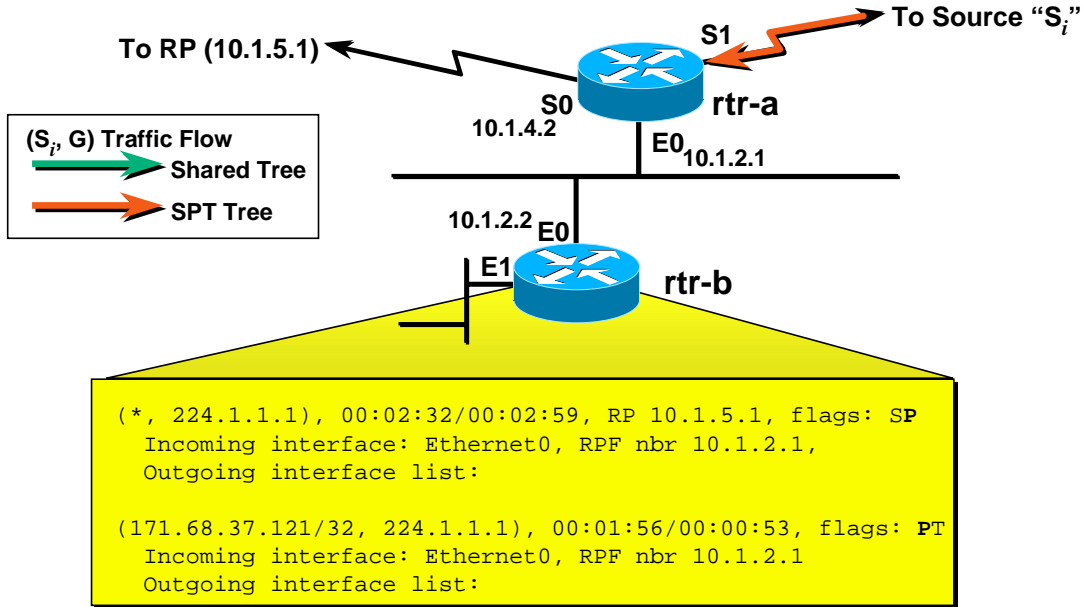 To Source “Si”
S1
To RP (10.1.5.1)
rtr-a
S0
10.1.4.2
E0
10.1.2.1
(Si, G) Traffic Flow
Shared Tree
SPT Tree
10.1.2.2
E0
E1
rtr-b
(*, 224.1.1.1), 00:02:32/00:02:59, RP 10.1.5.1, flags: SP
Incoming interface: Ethernet0, RPF nbr 10.1.2.1,
Outgoing interface list:
(171.68.37.121/32, 224.1.1.1), 00:01:56/00:00:53, flags: PT
Incoming interface: Ethernet0, RPF nbr 10.1.2.1
Outgoing interface list: